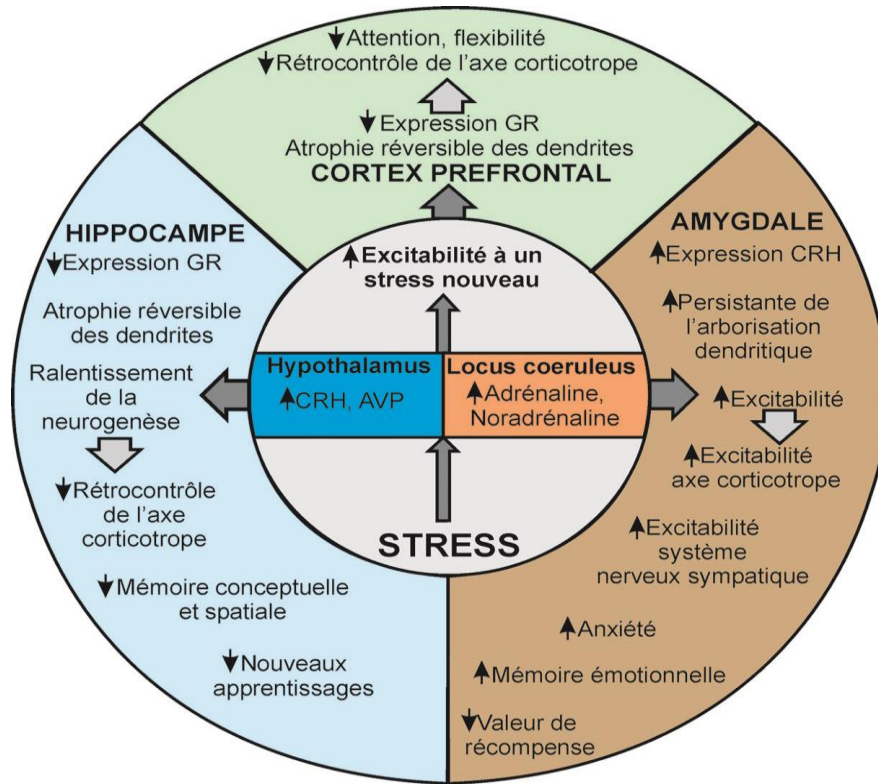 ↓Attention, flexibilité
↓Rétrocontrôle de l'axe corticotrope
↓Expression GR
Atrophie réversible des dendrites
CORTEX PREFRONTAL
HIPPOCAMPE
↓Expression GR
Atrophie réversible
des dendrites
Ralentissement
de la
neurogenèse
↓Rétrocontrôle
de l'axe
corticotrope
↓Mémoire conceptuelle
et spatiale
↓Nouveaux
apprentissages
↑Excitabilité à un
stress nouveau
Hypothalamus
↑CRH, AVP
Locus coeruleus
↑Adrénaline,
Noradrénaline
STRESS
AMYGDALE
↑Expression CRH
↑Persistante de
l'arborisation
dendritique
↑Excitabilité
↑Excitabilité
axe corticotrope
↑Excitabilité
système
nerveux sympatique
↑Anxiété
↑Mémoire émotionnelle
↓Valeur de
récompense